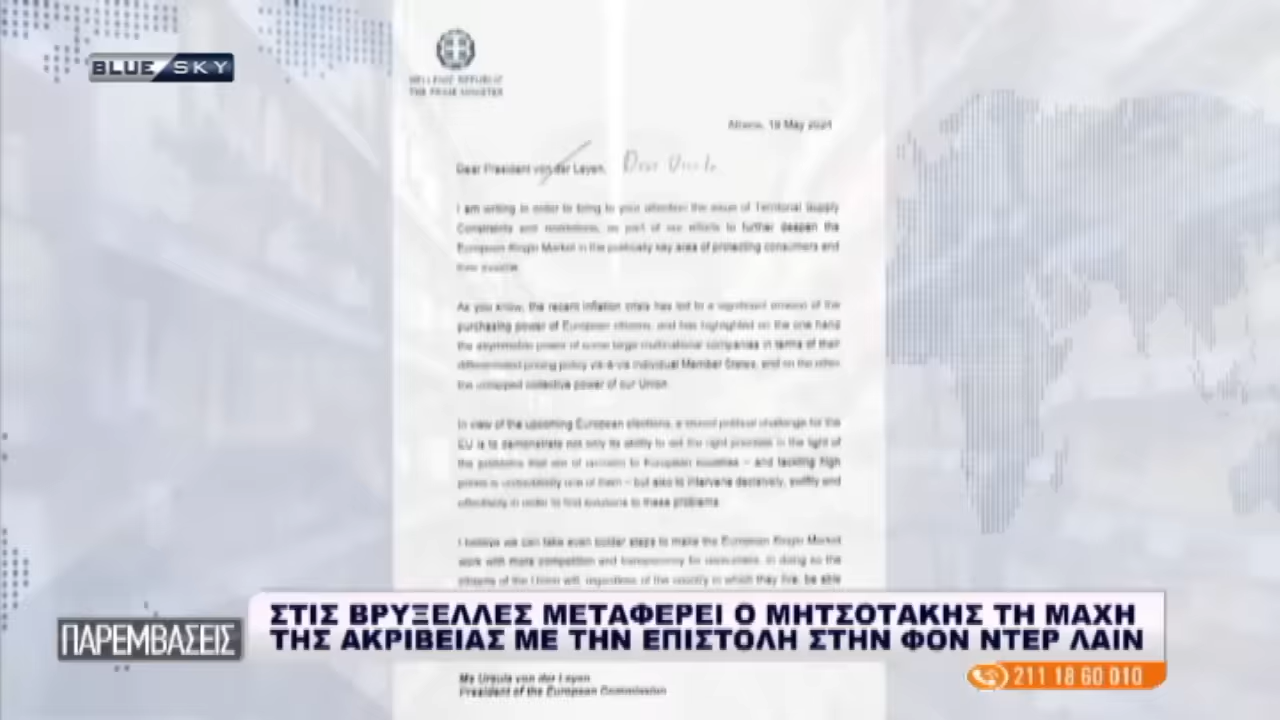 BLUE SKY
HELLENIC REPUBLIC
THE PRIME MINISTER
Athens, 19 May 2024
Dear President von der Leyen,
I am writing in order to bring to your attention the issue of Territorial Supply
Constraints and restrictions, as part of our efforts to further deepen the
European Single Market in the politically key area of protecting consumers and
their
As you know, the recent inflation crisis has led to a significant erosion of the
purchasing power of European citizens, and has highlighted on the one hand
the asymmetric power of some large multinational companies in terms of their
differentiated pricing policy vis-à-vis individual Member States, and on the other
the untapped collective power of our Union.
In view of the upcoming European elections, a crucial political challenge for the
EU is to demonstrate not only its ability to set the right priorities in the light of
the problems that are of concern to European societies – and tackling high
prices is undoubtedly one of them – but also to intervene decisively, swiftly and
effectively in order to find solutions to these problems.
I believe we can take even bolder steps to make the European Single Market
work with more competition and transparency for consumers. In doing so the
citizens of the Union will, regardless of the country in which they live, be able
ΠΑΡΕΜΒΑΣΕΙΣ
ΣΤΙΣ ΒΡΥΞΕΛΛΕΣ ΜΕΤΑΦΕΡΕΙ Ο ΜΗΤΣΟΤΑΚΗΣ ΤΗ ΜΑΧΗ
ΤΗΣ ΑΚΡΙΒΕΙΑΣ ΜΕ ΤΗΝ ΕΠΙΣΤΟΛΗ ΣΤΗΝ ΦΟΝ ΝΤΕΡ ΛΑΙΝ
Ms Ursula von der Leyen
President of the European Commission
211 18 60 010